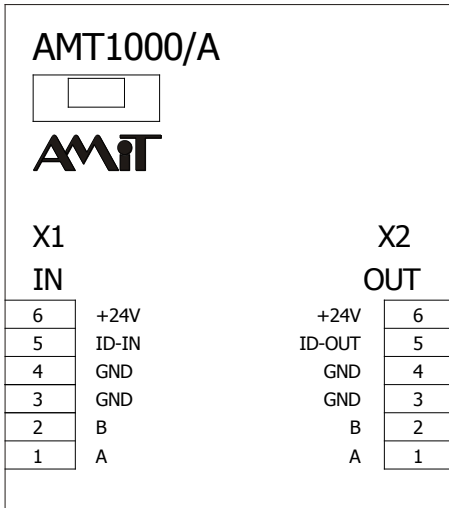 AMT1000/A
AMiT
X1 X2
IN OUT
6 +24V +24V 6
5 ID-IN ID-OUT 5
4 GND GND 4
3 GND GND 3
2 B B 2
1 A A 1